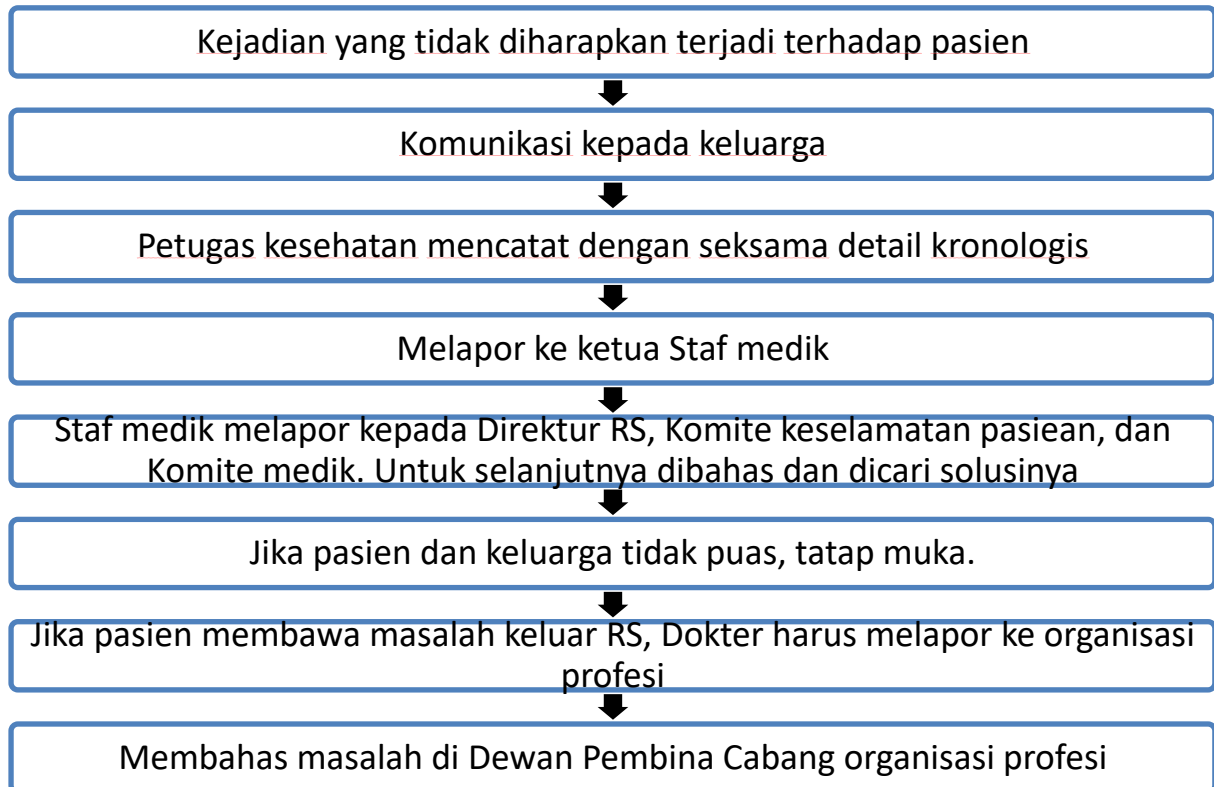 Kejadian yang tidak diharapkan terjadi terhadap pasien
Komunikasi kepada keluarga
Petugas kesehatan mencatat dengan seksama detail kronologis
Melapor ke ketua Staf medik
Staf medik melapor kepada Direktur RS, Komite keselamatan pasiean, dan
Komite medik. Untuk selanjutnya dibahas dan dicari solusinya
Jika pasien dan keluarga tidak puas, tatap muka.
Jika pasien membawa masalah keluar RS, Dokter harus melapor ke organisasi
profesi
Membahas masalah di Dewan Pembina Cabang organisasi profesi